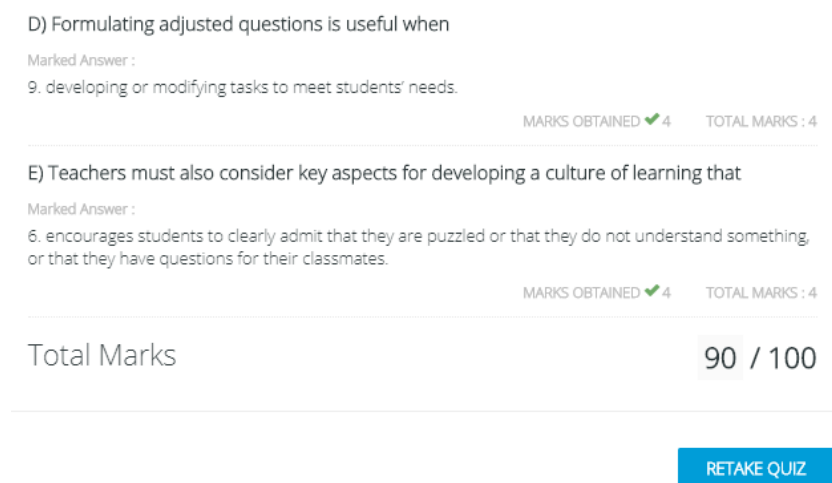 D) Formulating adjusted questions is useful when
Marked Answer :
9. developing or modifying tasks to meet students' needs.
MARKS OBTAINED ✔ 4 TOTAL MARKS : 4
E) Teachers must also consider key aspects for developing a culture of learning that
Marked Answer :
6. encourages students to clearly admit that they are puzzled or that they do not understand something,
or that they have questions for their classmates.
MARKS OBTAINED ✔ 4 TOTAL MARKS : 4
Total Marks 90 / 100
RETAKE QUIZ